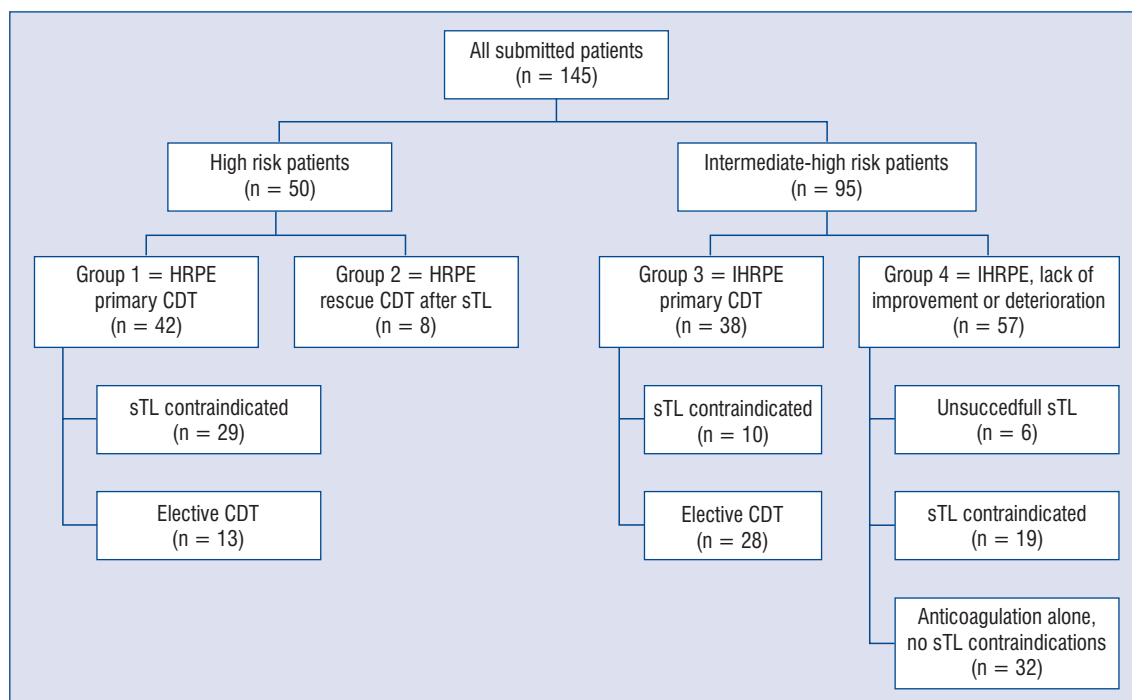 All submitted patients
(n = 145)
High risk patients
(n = 50)
Intermediate-high risk patients
(n = 95)
Group 1 = HRPE
primary CDT
(n = 42)
Group 2 = HRPE
rescue CDT after sTL
(n = 8)
Group 3 = IHRPE
primary CDT
(n = 38)
Group 4 = IHRPE, lack of
improvement or deterioration
(n = 57)
sTL contraindicated
(n = 29)
Elective CDT
(n = 13)
sTL contraindicated
(n = 10)
Elective CDT
(n = 28)
Unsuccedfull sTL
(n = 6)
sTL contraindicated
(n = 19)
Anticoagulation alone,
no sTL contraindications
(n = 32)